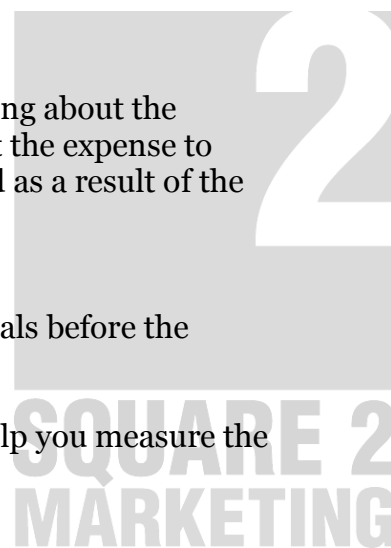 2
ng about the
t the expense to
d as a result of the
als before the
lp you measure the
SQUARE 2
MARKETING